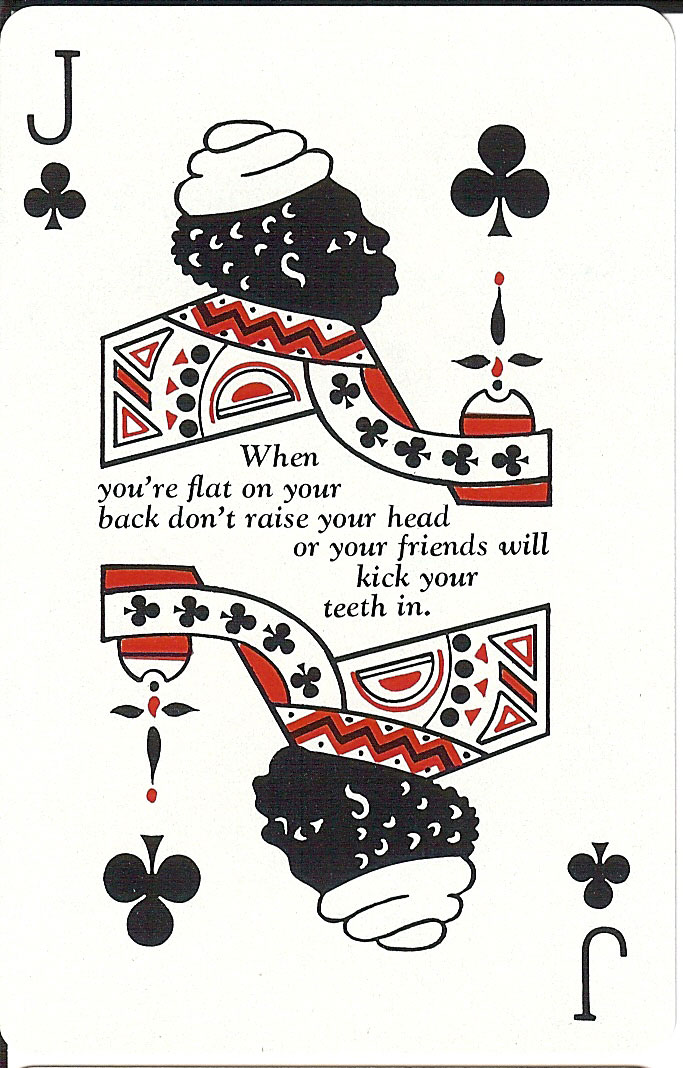 J
When
you're flat on your
back don't raise your head
or your friends will
kick your
teeth in.
J